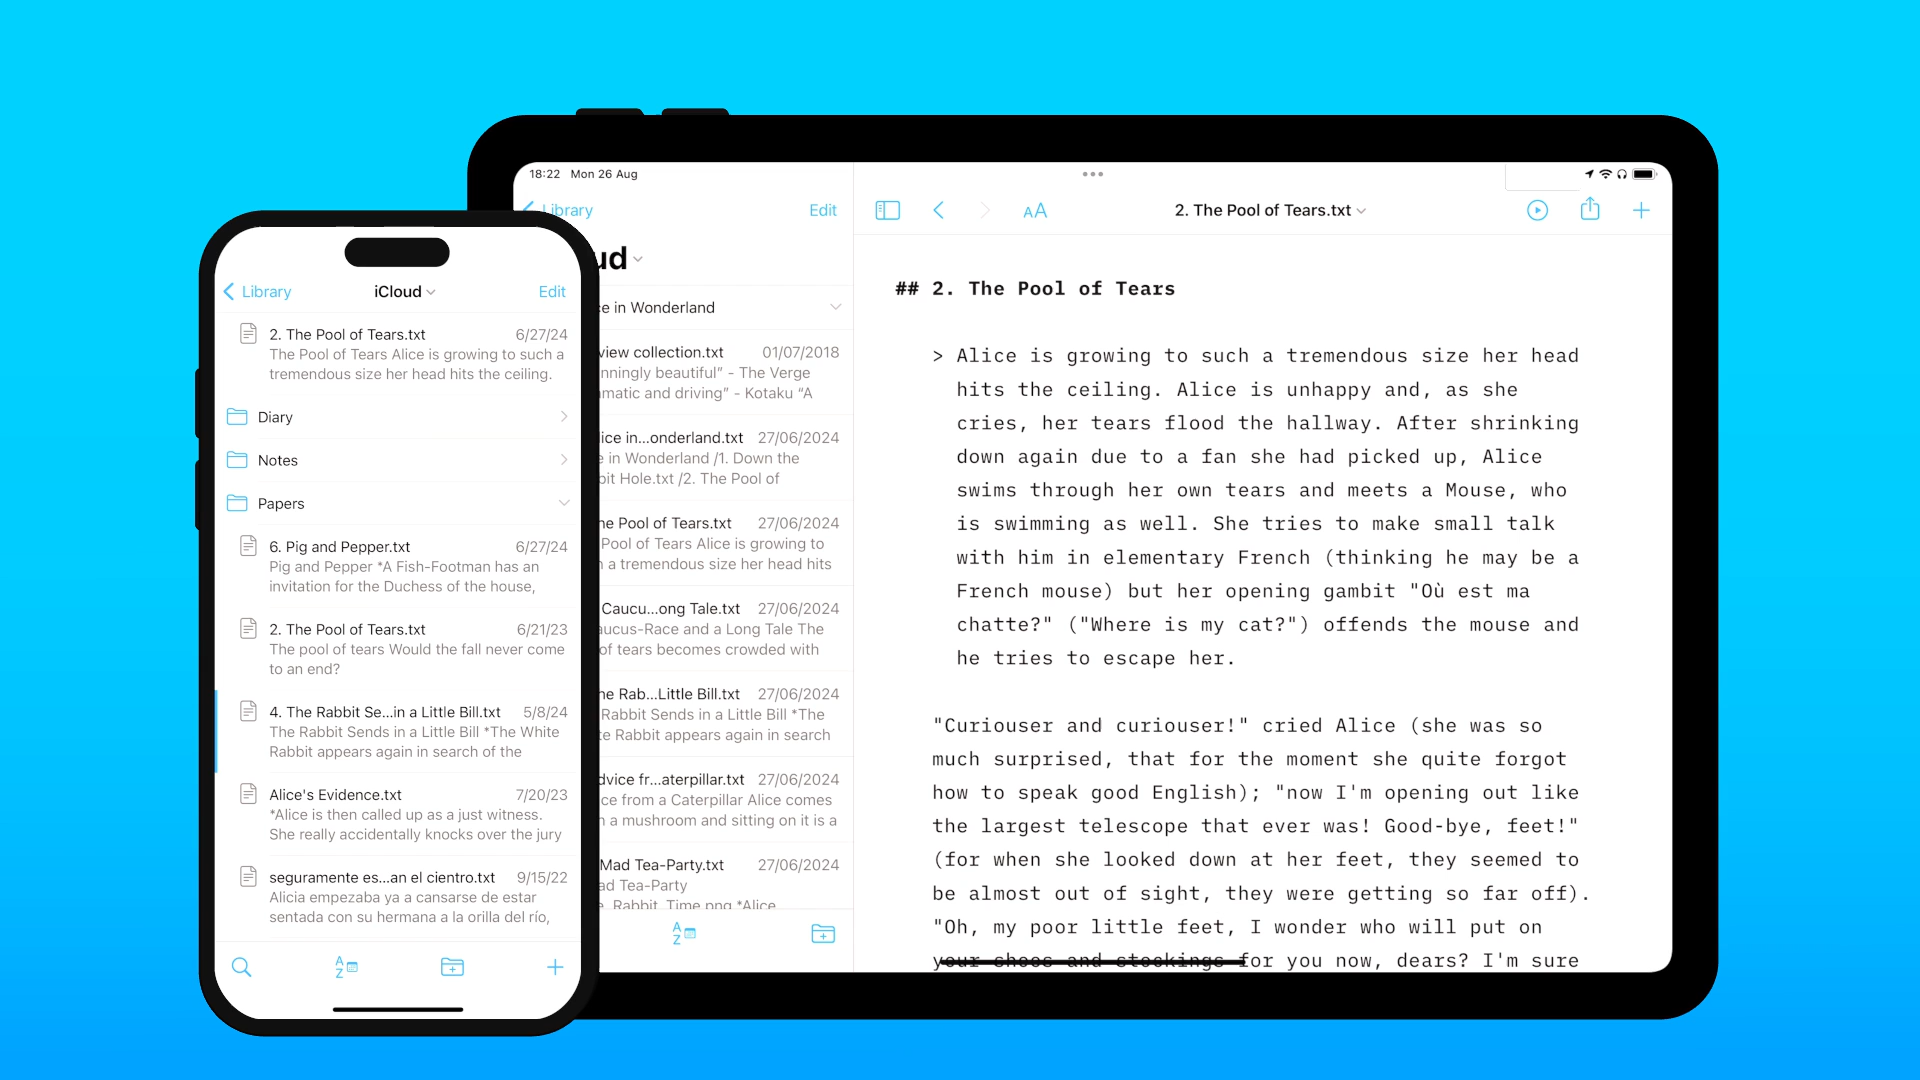 Library
iCloud
Edit
2. The Pool of Tears.txt 6/27/24
The Pool of Tears Alice is growing to such a
tremendous size her head hits the ceiling.
Diary
Notes
Papers
6. Pig and Pepper.txt 6/27/24
Pig and Pepper *A Fish-Footman has an
invitation for the Duchess of the house,
2. The Pool of Tears.txt 6/21/23
The pool of tears Would the fall never come
to an end?
4. The Rabbit Se...in a Little Bill.txt 5/8/24
The Rabbit Sends in a Little Bill *The White
Rabbit appears again in search of the
Alice's Evidence.txt 7/20/23
*Alice is then called up as a just witness.
She really accidentally knocks over the jury
seguramente es...an el cientro.txt 9/15/22
Alicia empezaba ya a cansarse de estar
sentada con su hermana a la orilla del río,
A
Z
18:22 Mon 26 Aug
Library
Edit
ud
e in Wonderland
view collection.txt 01/07/2018
nningly beautiful” - The Verge
matic and driving” - Kotaku “A
lice in...onderland.txt 27/06/2024
e in Wonderland /1. Down the
bit Hole.txt /2. The Pool of
he Pool of Tears.txt 27/06/2024
Pool of Tears Alice is growing to
a tremendous size her head hits
Caucu...ong Tale.txt 27/06/2024
aucus-Race and a Long Tale The
of tears becomes crowded with
he Rab...Little Bill.txt 27/06/2024
Rabbit Sends in a Little Bill *The
te Rabbit appears again in search
dvice fr...aterpillar.txt 27/06/2024
ce from a Caterpillar Alice comes
n a mushroom and sitting on it is a
Mad Tea-Party.txt 27/06/2024
ad Tea-Party
e, Rabbit, Time.png *Alice
A
Z
AA
2. The Pool of Tears.txt
## 2. The Pool of Tears
> Alice is growing to such a tremendous size her head
hits the ceiling. Alice is unhappy and, as she
cries, her tears flood the hallway. After shrinking
down again due to a fan she had picked up, Alice
swims through her own tears and meets a Mouse, who
is swimming as well. She tries to make small talk
with him in elementary French (thinking he may be a
French mouse) but her opening gambit "Où est ma
chatte?" ("Where is my cat?") offends the mouse and
he tries to escape her.
"Curiouser and curiouser!" cried Alice (she was so
much surprised, that for the moment she quite forgot
how to speak good English); "now I'm opening out like
the largest telescope that ever was! Good-bye, feet!"
(for when she looked down at her feet, they seemed to
be almost out of sight, they were getting so far off).
"Oh, my poor little feet, I wonder who will put on
your shoes and stockings for you now, dears? I'm sure